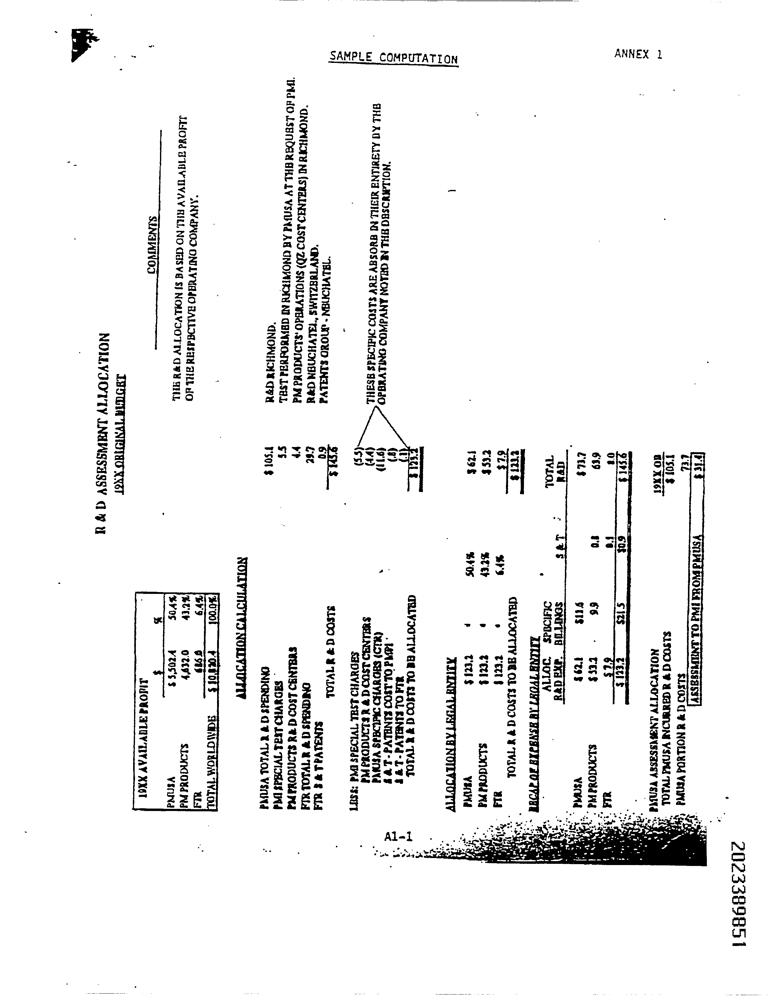 SAMPLE COMPUTATION
ANNEX 1
R & D ASSESSMENT ALLOCATION
19XX ORIGINAL BUDGET
19XX AVAILABLE PROFIT
$ %
COMMENTS
PMUSA $ 5,502.4 50.4%
PM PRODUCTS 43.2%
FTR 6.4%
TOTAL WORLDWIDE 100.0%
THE R&D ALLOCATION IS BASED ON THE AVAILABLE PROFIT
OF THE RESPECTIVE OPERATING COMPANY.
ALLOCATION CALCULATION
PMUSA TOTAL R & D SPENDING $ 105.1 R&D RICHMOND.
PMI SPECIAL TEST CHARGES 5.5 TEST PERFORMED IN RICHMOND BY PMUSA AT THE REQUEST OF PMI.
PM PRODUCTS R& D COST CENTERS 4.4 PM PRODUCTS' OPERATIONS (QZ COST CENTERS) IN RICHMOND.
FTR TOTAL R & D SPENDING 29.7 R&D NEUCHATEL, SWITZERLAND.
FTR S & T PATENTS 0.9 PATENTS GROUP - NEUCHATEL.
TOTAL R & D COSTS $ 145.6
LESS: PMI SPECIAL TEST CHARGES (5.5)
PM PRODUCTS R & D COST CENTERS (4.4)
PMUSA SPECIFIC CHARGES (CTR) (11.6)
S & T - PATENTS COST TO (.8)
S & T - PATENTS TO FTR (.1)
TOTAL R & D COSTS TO BE ALLOCATED $ 123.2
THESE SPECIFIC COSTS ARE ABSORB IN THEIR ENTIRETY BY THE
OPERATING COMPANY NOTED IN THE DESCRIPTION.
ALLOCATION BY LEGAL ENTITY
PMUSA $ 123.2 50.4% $ 62.1
PM PRODUCTS $ 123.2 43.2% $ 53.2
FTR $ 123.2 6.4% $ 7.9
TOTAL R & D COSTS TO BE ALLOCATED $ 123.2
RECAP OF EXPENSE BY LEGAL ENTITY
ALLOC. SPECIFIC TOTAL
R&D EXP. BILLINGS S & T R&D
PMUSA $ 62.1 $11.6 $ 73.7
PM PRODUCTS $ 53.2 9.9 0.8 63.9
FTR $ 7.9 0.1 8.0
$ 123.2 $21.5 $0.9 $ 145.6
PMUSA ASSESSMENT ALLOCATION 19XX OB
TOTAL PMUSA INCURRED R & D COSTS $ 105.1
PMUSA PORTION R & D COSTS 73.7
ASSESSMENT TO PMI FROM PMUSA $ 31.4
A1-1
2023389851